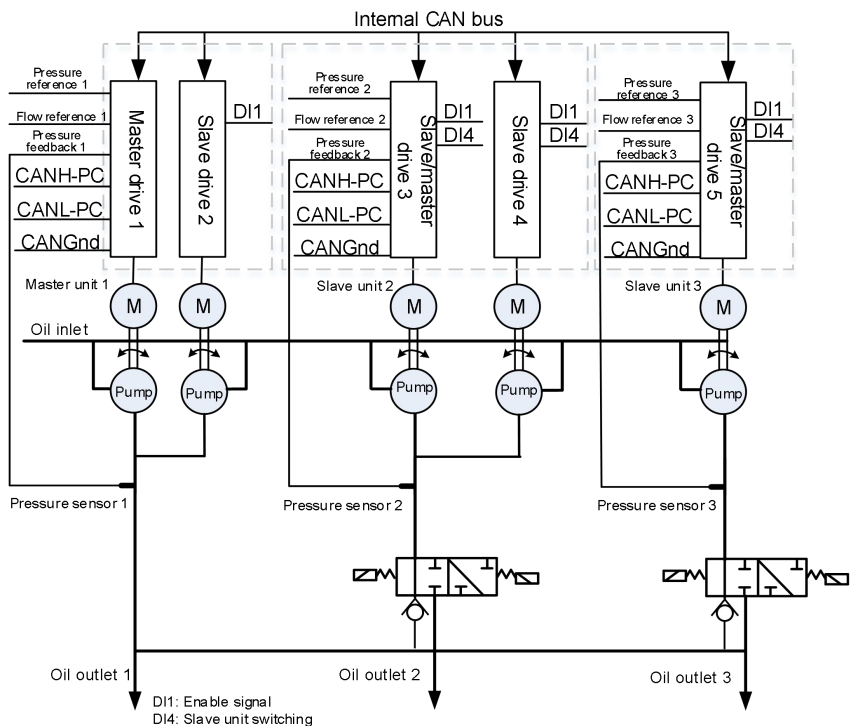 Internal CAN bus
Pressure
reference 1
Flow reference 1
Pressure
feedback 1
CANH-PC
CANL-PC
CANGnd
Master drive 1
Slave drive 2
DI1
Pressure
reference 2
Flow reference 2
Pressure
feedback 2
CANH-PC
CANL-PC
CANGnd
Slave/master
drive 3
DI1
DI4
Slave drive 4
DI1
DI4
Pressure
reference 3
Flow reference 3
Pressure
feedback 3
CANH-PC
CANL-PC
CANGnd
Slave/master
drive 5
DI1
DI4
Master unit 1
Slave unit 2
Slave unit 3
M
M
M
M
M
Oil inlet
Pump
Pump
Pump
Pump
Pump
Pressure sensor 1
Pressure sensor 2
Pressure sensor 3
Oil outlet 1
Oil outlet 2
Oil outlet 3
DI1: Enable signal
DI4: Slave unit switching